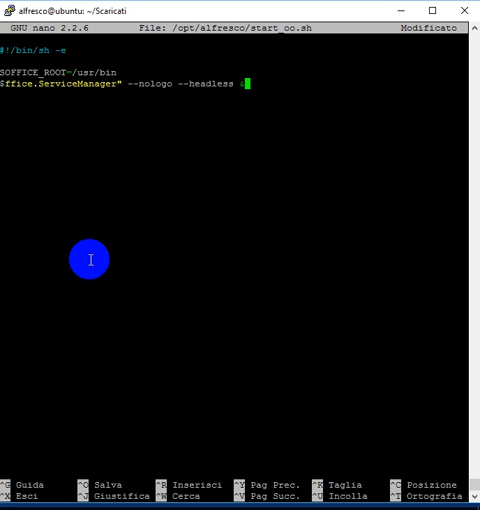 alfresco@ubuntu: ~/Scaricati
GNU nano 2.2.6 File: /opt/alfresco/start_oo.sh Modificato
#!/bin/sh -e
SOFFICE_ROOT=/usr/bin
$ffice.ServiceManager" --nologo --headless &
^G Guida ^O Salva ^R Inserisci ^Y Pag Prec. ^K Taglia ^C Posizione
^X Esci ^J Giustifica ^W Cerca ^V Pag Succ. ^U Incolla ^T Ortografia